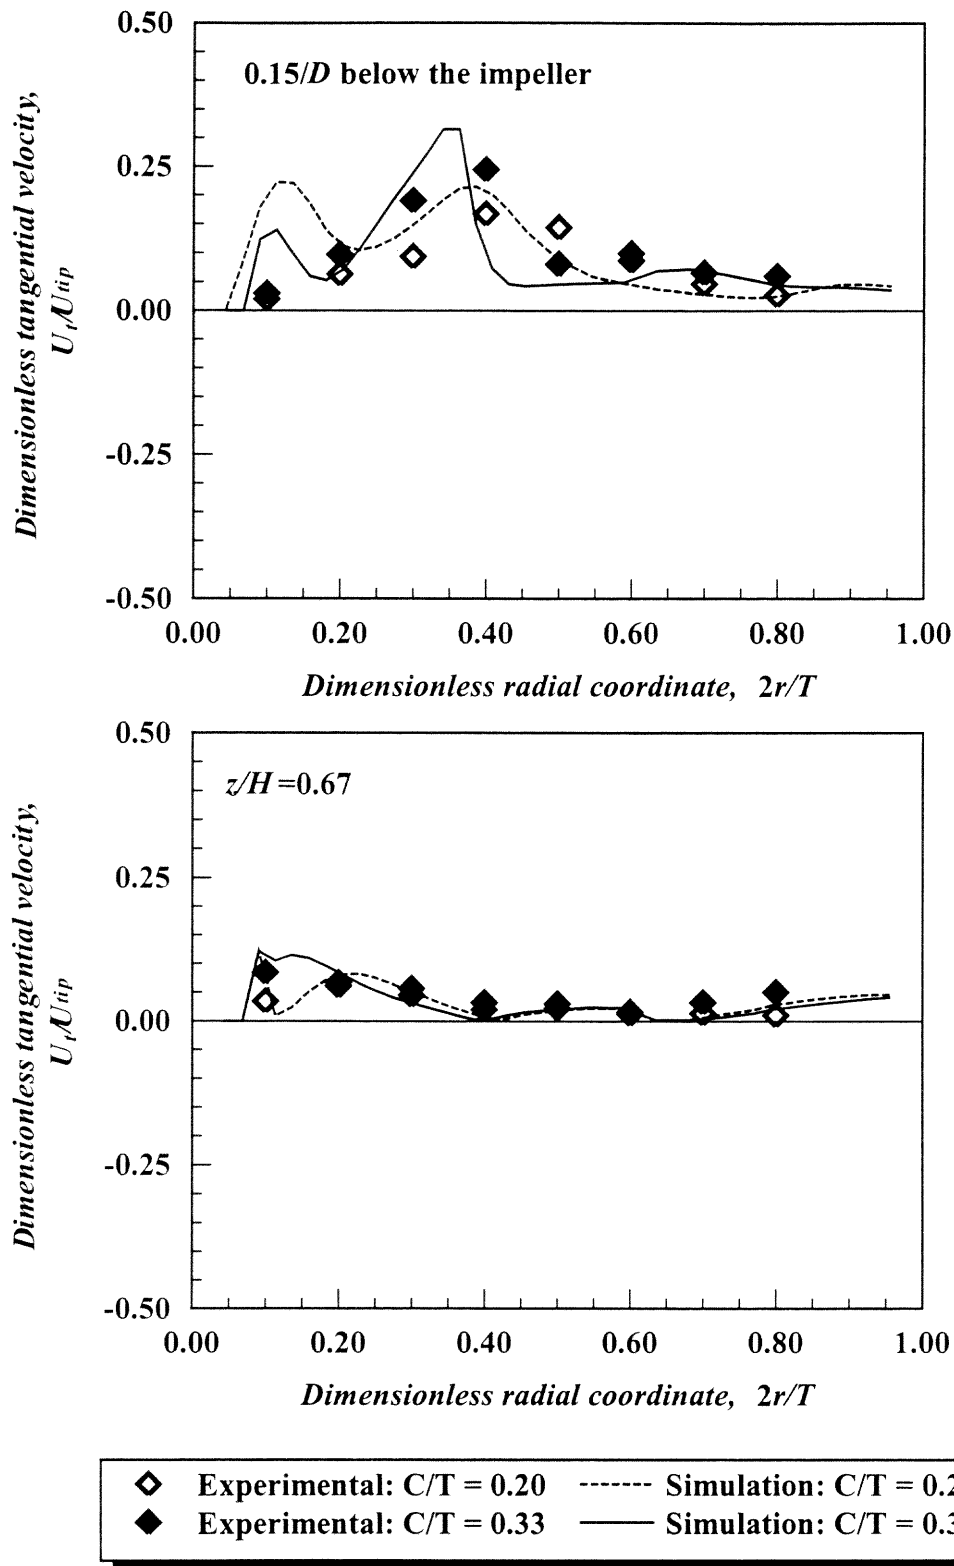 0.50
0.15/D below the impeller
0.25
0.00
-0.25
-0.50
Dimensionless tangential velocity,
U_t/U_tip
0.00 0.20 0.40 0.60 0.80 1.00
Dimensionless radial coordinate, 2r/T
0.50
z/H =0.67
0.25
0.00
-0.25
-0.50
Dimensionless tangential velocity,
U_t/U_tip
0.00 0.20 0.40 0.60 0.80 1.00
Dimensionless radial coordinate, 2r/T
Experimental: C/T = 0.20 Simulation: C/T = 0.2
Experimental: C/T = 0.33 Simulation: C/T = 0.3